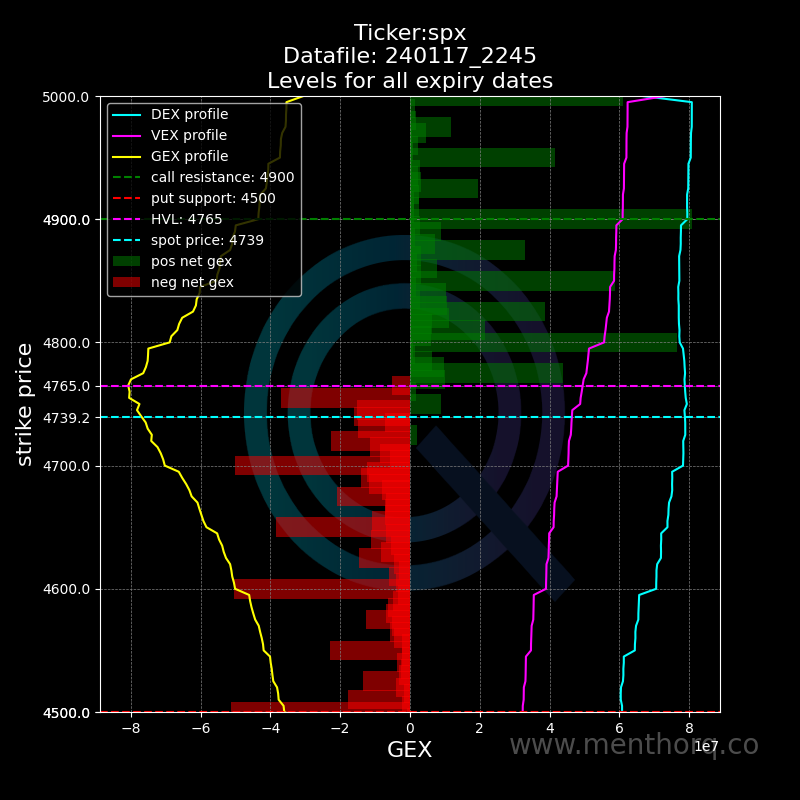 Ticker:spx
Datafile: 240117_2245
Levels for all expiry dates
DEX profile
VEX profile
GEX profile
call resistance: 4900
put support: 4500
HVL: 4765
spot price: 4739
pos net gex
neg net gex
strike price
5000.0
4900.0
4800.0
4765.0
4739.2
4700.0
4600.0
4500.0
−8 −6 −4 −2 0 2 4 6 8
1e7
GEX
www.menthorq.co